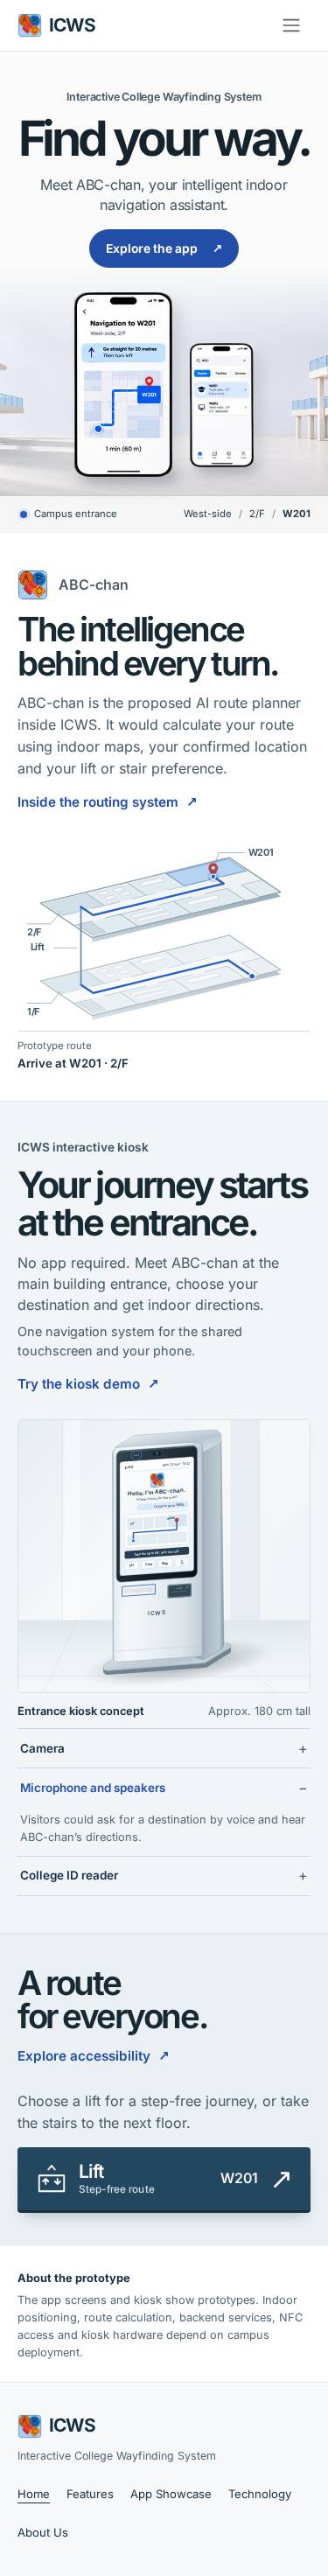 ICWS
Interactive College Wayfinding System
Find your way.
Meet ABC-chan, your intelligent indoor
navigation assistant.
Explore the app ↗
Navigation to W201
West-side, 2/F
Go straight for 20 metres
Then turn left
W201
1 min (60 m)
Campus entrance
West-side / 2/F / W201
ABC-chan
The intelligence
behind every turn.
ABC-chan is the proposed AI route planner
inside ICWS. It would calculate your route
using indoor maps, your confirmed location
and your lift or stair preference.
Inside the routing system ↗
W201
2/F
Lift
1/F
Prototype route
Arrive at W201 · 2/F
ICWS interactive kiosk
Your journey starts
at the entrance.
No app required. Meet ABC-chan at the
main building entrance, choose your
destination and get indoor directions.
One navigation system for the shared
touchscreen and your phone.
Try the kiosk demo ↗
Hello, I'm ABC-chan.
ICWS
Entrance kiosk concept
Approx. 180 cm tall
Camera +
Microphone and speakers −
Visitors could ask for a destination by voice and hear
ABC-chan’s directions.
College ID reader +
A route
for everyone.
Explore accessibility ↗
Choose a lift for a step-free journey, or take
the stairs to the next floor.
Lift
Step-free route
W201 ↗
About the prototype
The app screens and kiosk show prototypes. Indoor
positioning, route calculation, backend services, NFC
access and kiosk hardware depend on campus
deployment.
ICWS
Interactive College Wayfinding System
Home Features App Showcase Technology
About Us